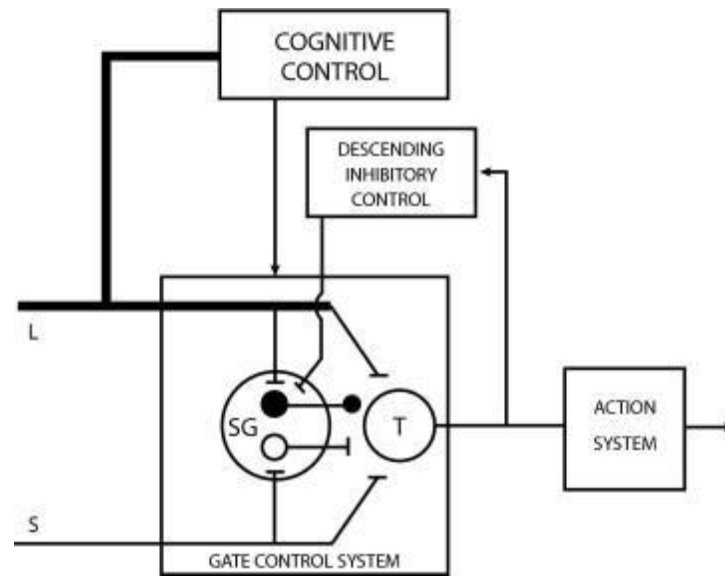 COGNITIVE
CONTROL
DESCENDING
INHIBITORY
CONTROL
L
SG
T
ACTION
SYSTEM
S
GATE CONTROL SYSTEM